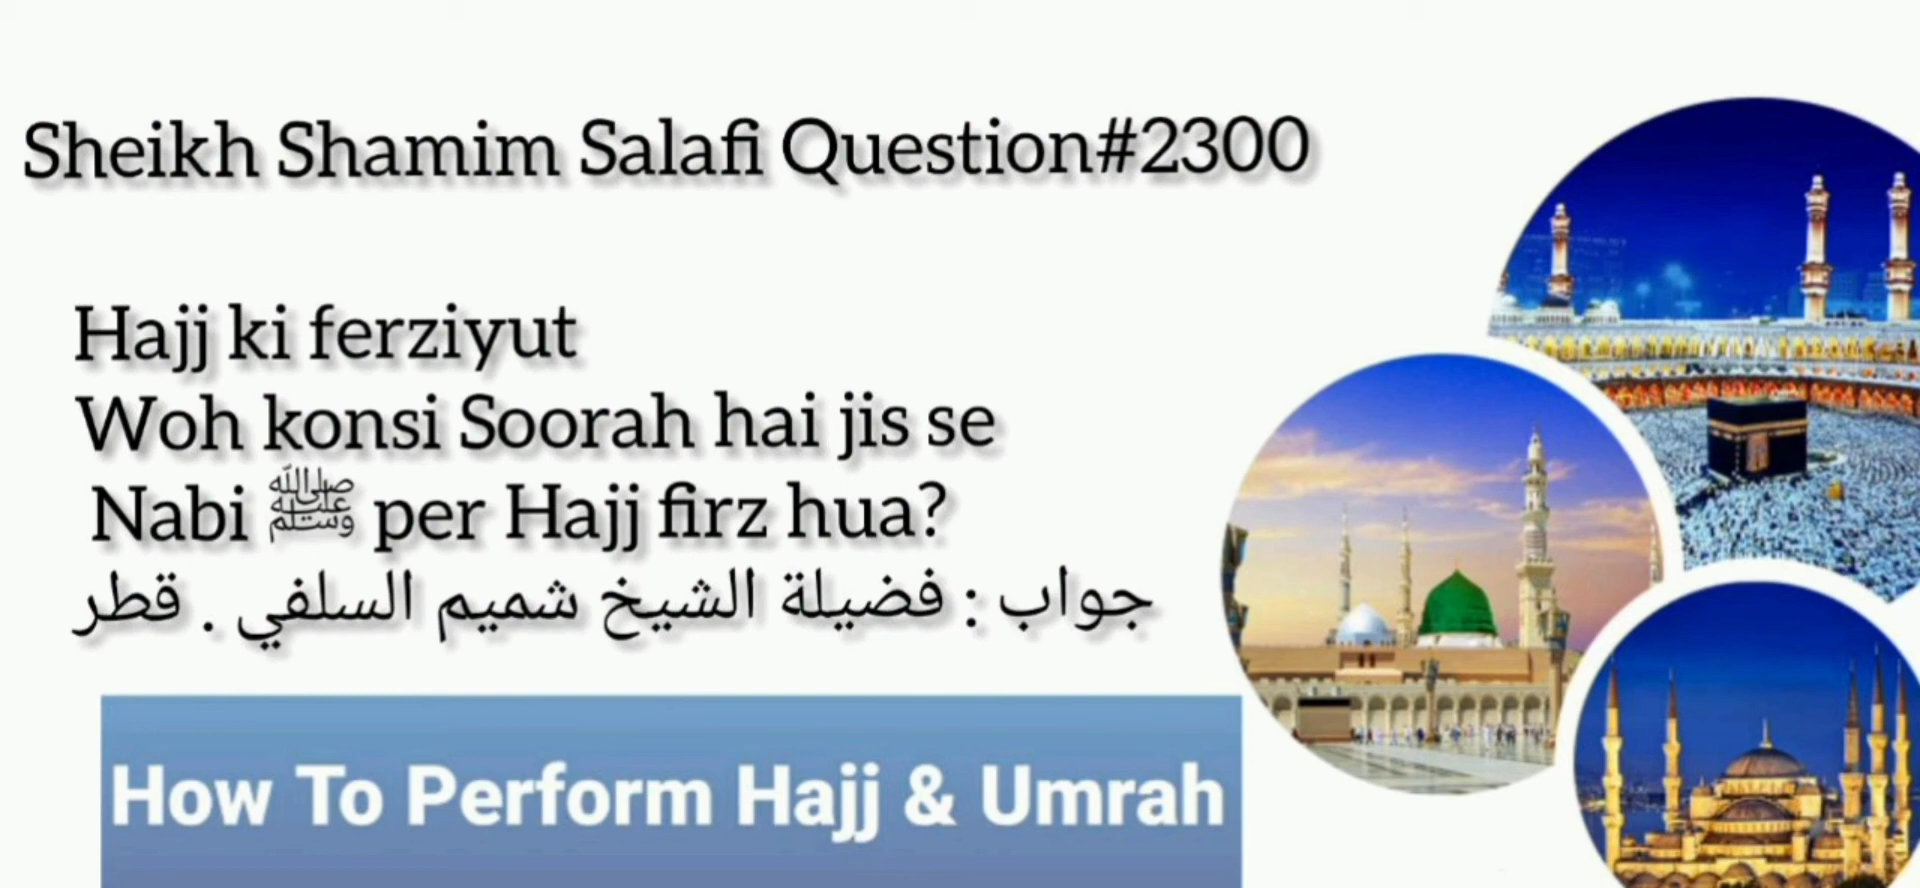 Sheikh Shamim Salafi Question#2300
Hajj ki ferziyut
Woh konsi Soorah hai jis se
Nabi ﷺ per Hajj firz hua?
جواب : فضيلة الشيخ شميم السلفي . قطر
How To Perform Hajj & Umrah